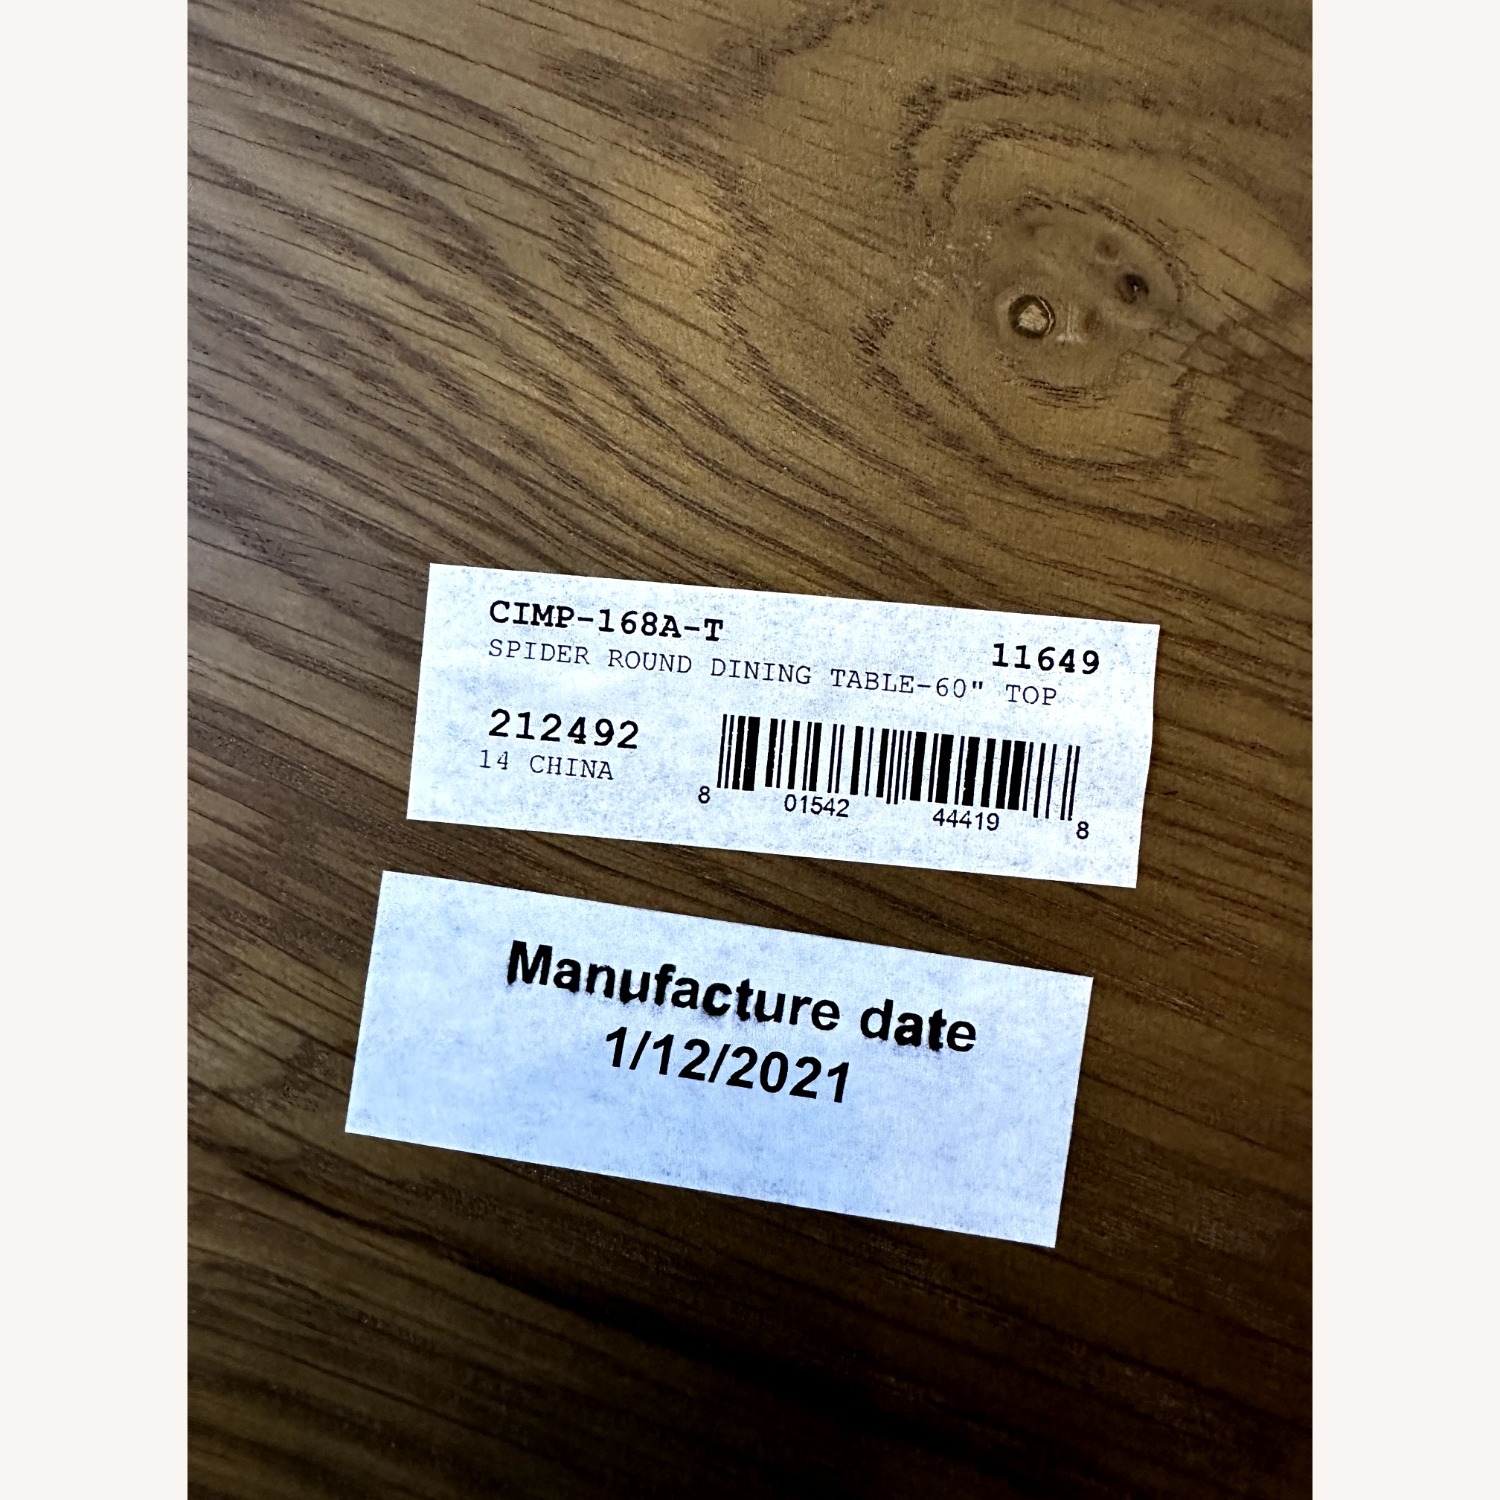 CIMP-168A-T 11649
SPIDER ROUND DINING TABLE-60" TOP
212492
14 CHINA
8 01542 44419 8
Manufacture date
1/12/2021